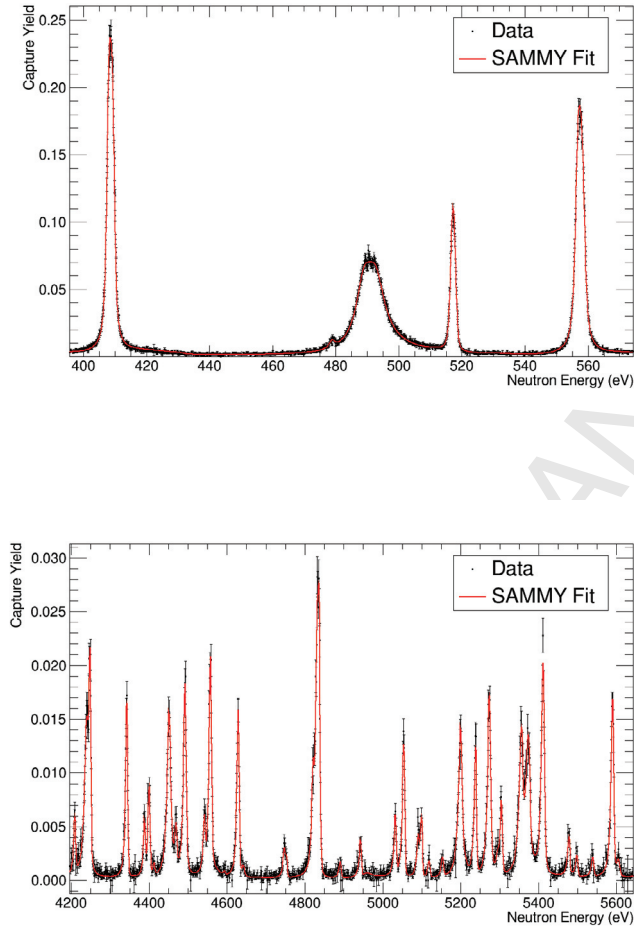 Capture Yield
0.25
0.20
0.15
0.10
0.05
Data
SAMMY Fit
400 420 440 460 480 500 520 540 560
Neutron Energy (eV)
AN
Capture Yield
0.030
0.025
0.020
0.015
0.010
0.005
0.000
Data
SAMMY Fit
4200 4400 4600 4800 5000 5200 5400 5600
Neutron Energy (eV)